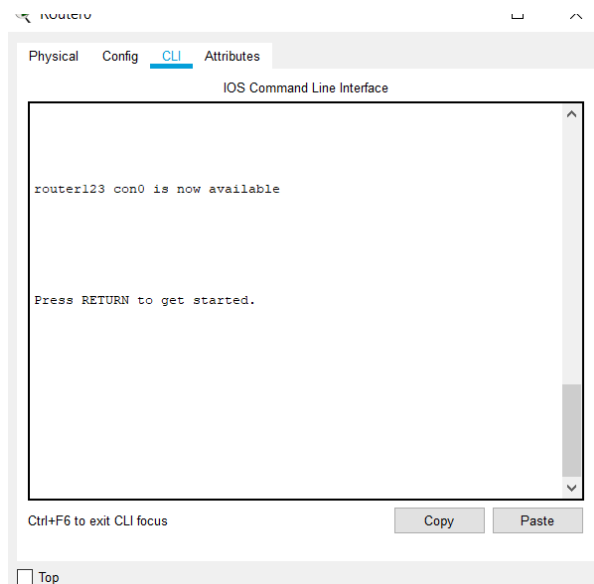 Router0
Physical Config CLI Attributes
IOS Command Line Interface
router123 con0 is now available
Press RETURN to get started.
Ctrl+F6 to exit CLI focus
Copy Paste
Top